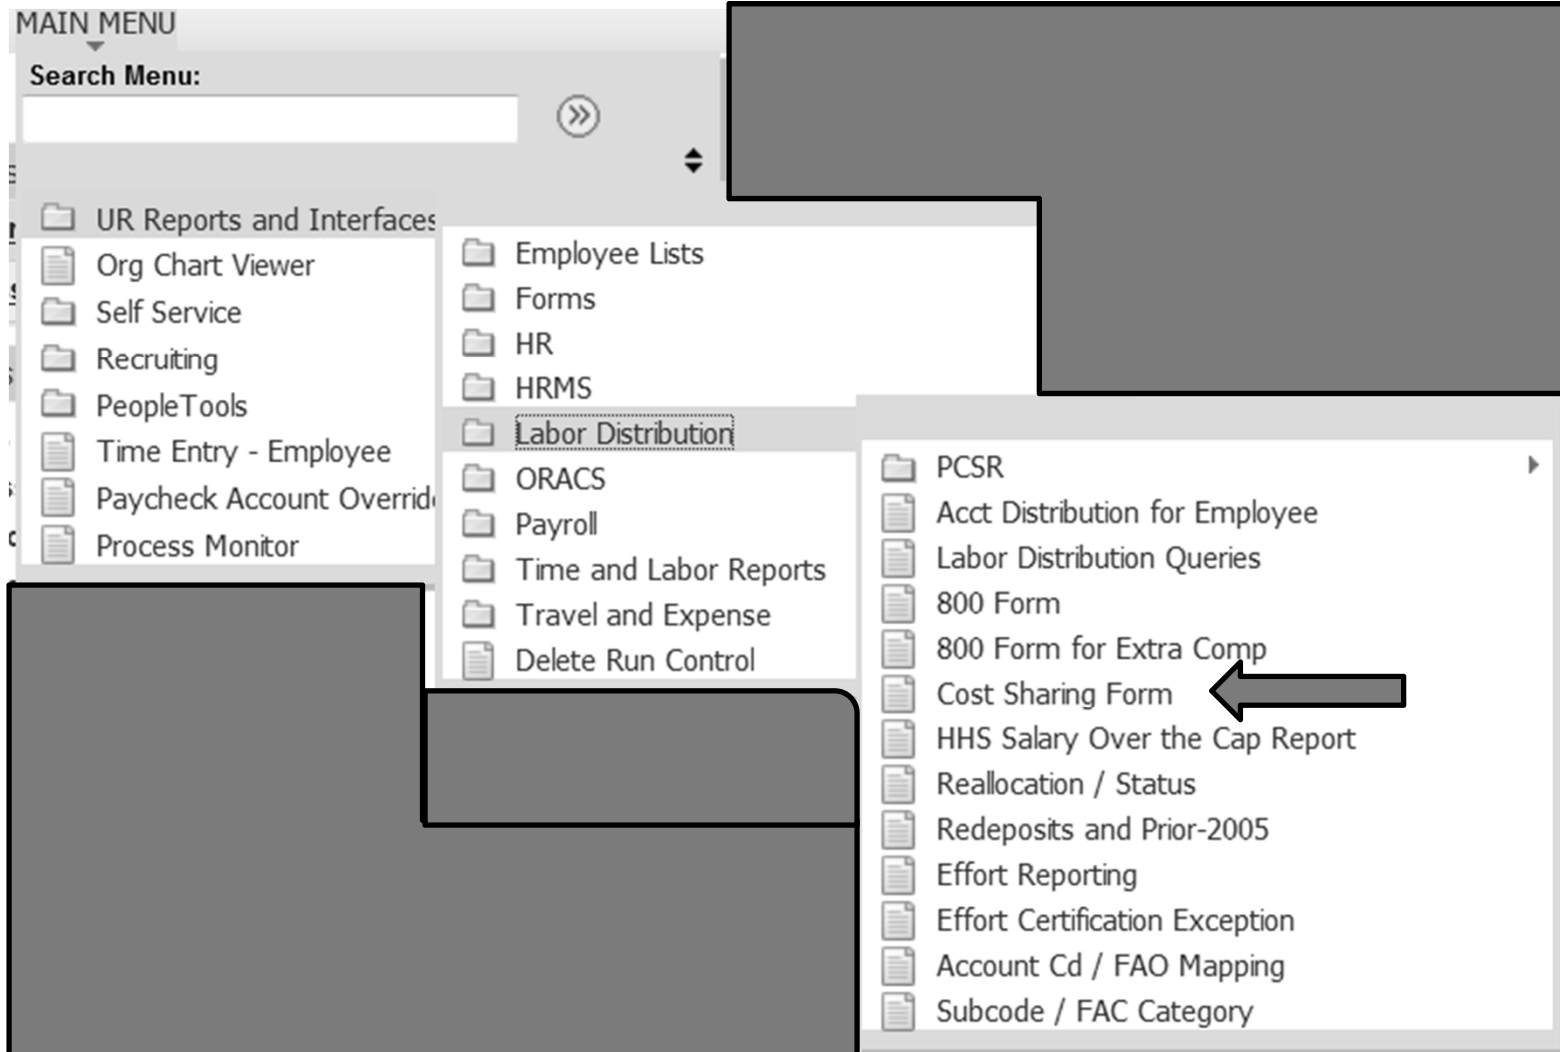 MAIN MENU
Search Menu:
UR Reports and Interfaces
Org Chart Viewer
Self Service
Recruiting
PeopleTools
Time Entry - Employee
Paycheck Account
Process Monitor
Employee Lists
Forms
HR
HRMS
Labor Distribution
ORACS
Payroll
Time and Labor Reports
Travel and Expense
Delete Run Control
PCSR
Acct Distribution for Employee
Labor Distribution Queries
800 Form
800 Form for Extra Comp
Cost Sharing Form
HHS Salary Over the Cap Report
Reallocation / Status
Redeposits and Prior-2005
Effort Reporting
Effort Certification Exception
Account Cd / FAO Mapping
Subcode / FAC Category